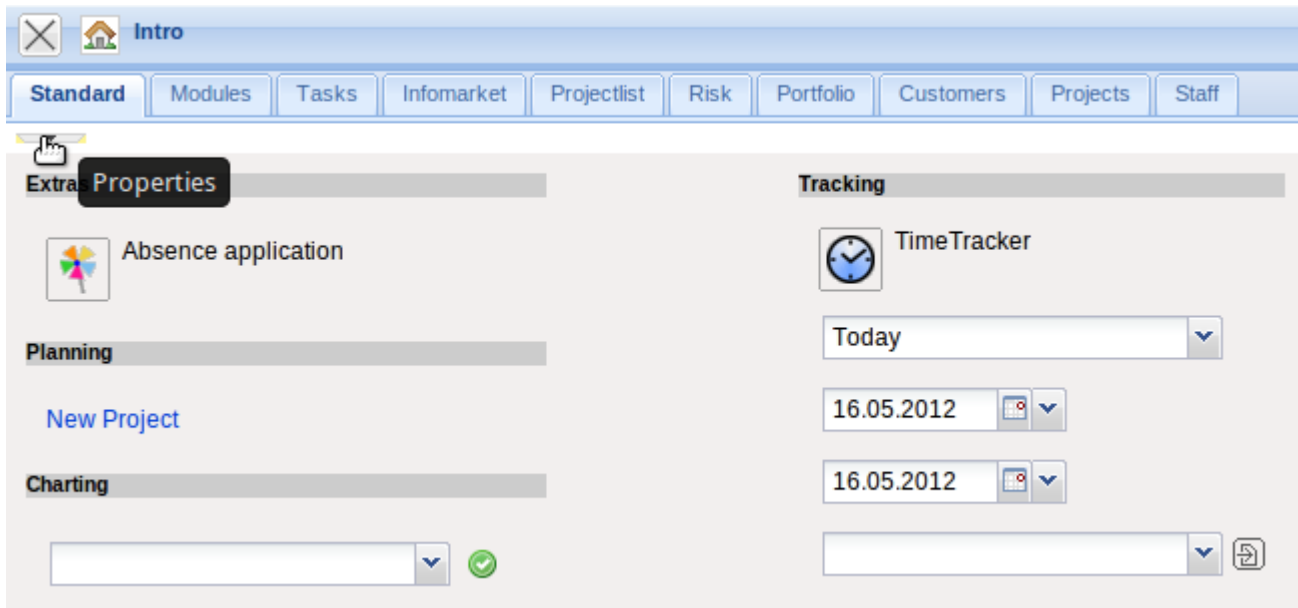 Intro
Standard Modules Tasks Infomarket Projectlist Risk Portfolio Customers Projects Staff
Properties
Extras
Absence application
Planning
New Project
Charting
Tracking
TimeTracker
Today
16.05.2012
16.05.2012